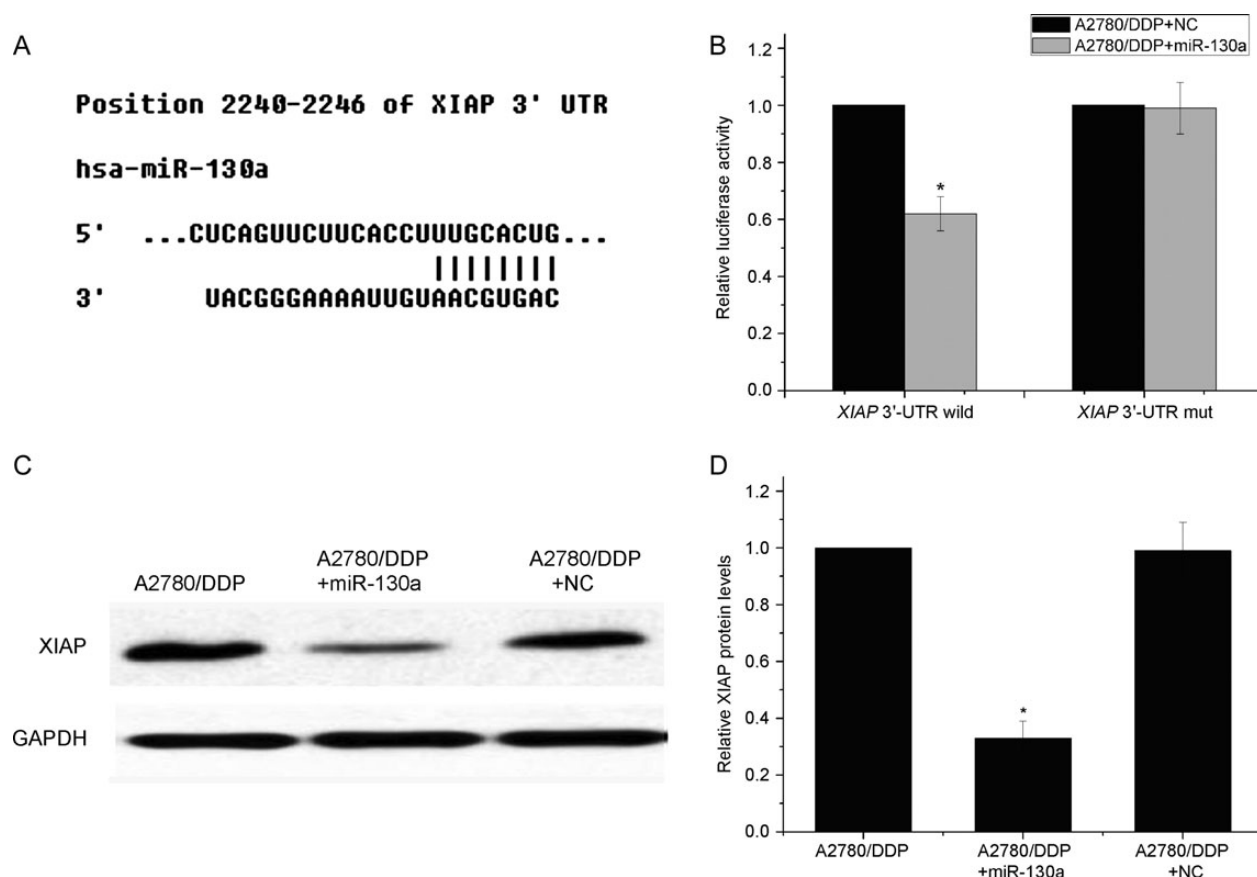 A
Position 2240-2246 of XIAP 3' UTR
hsa-miR-130a
5' ...CUCAGUUCUUCACCUUUGCACUG...
3' UACGGGAAAAUUGUAACGUGAC
B
A2780/DDP+NC
A2780/DDP+miR-130a
Relative luciferase activity
1.2
1.0
0.8
0.6
0.4
0.2
0.0
*
XIAP 3'-UTR wild
XIAP 3'-UTR mut
C
A2780/DDP
A2780/DDP
+miR-130a
A2780/DDP
+NC
XIAP
GAPDH
D
Relative XIAP protein levels
1.2
1.0
0.8
0.6
0.4
0.2
0.0
*
A2780/DDP
A2780/DDP
+miR-130a
A2780/DDP
+NC